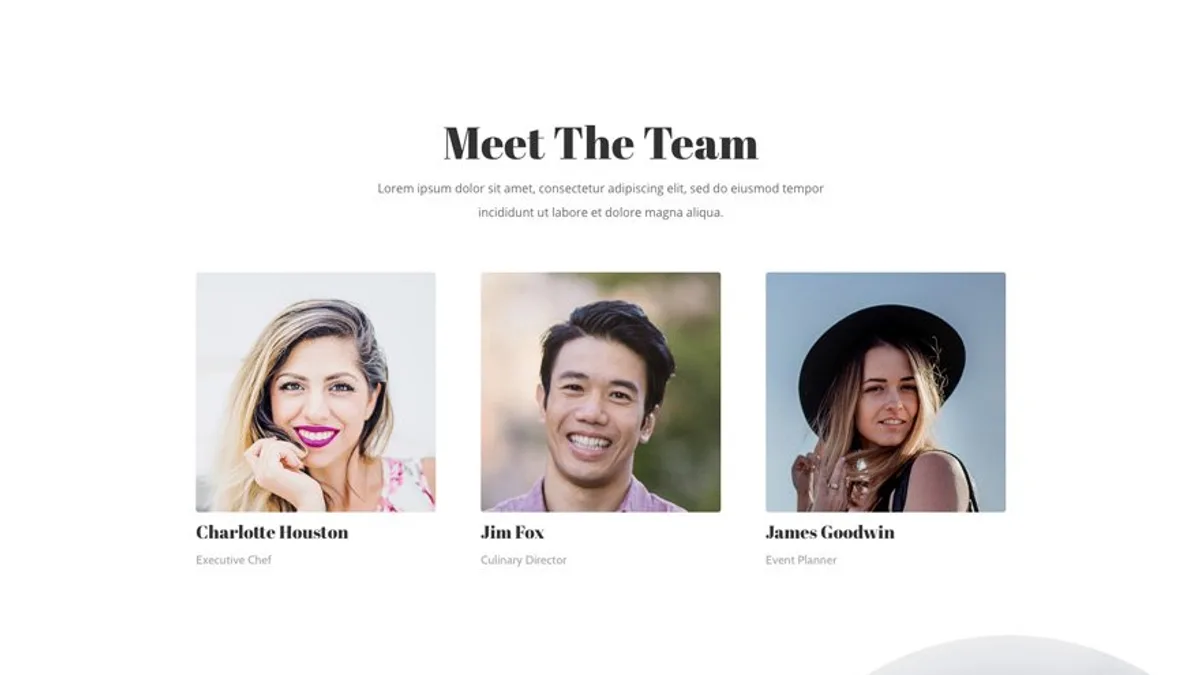 Meet The Team
Lorem ipsum dolor sit amet, consectetur adipiscing elit, sed do eiusmod tempor
incididunt ut labore et dolore magna aliqua.
Charlotte Houston
Executive Chef
Jim Fox
Culinary Director
James Goodwin
Event Planner